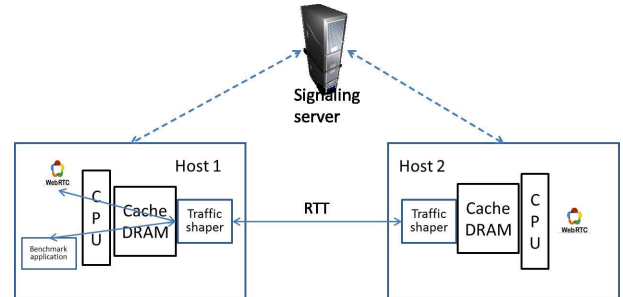 Signaling
server
Host 1
WebRTC
C
P
U
Cache
DRAM
Traffic
shaper
Benchmark
application
RTT
Host 2
Traffic
shaper
Cache
DRAM
C
P
U
WebRTC